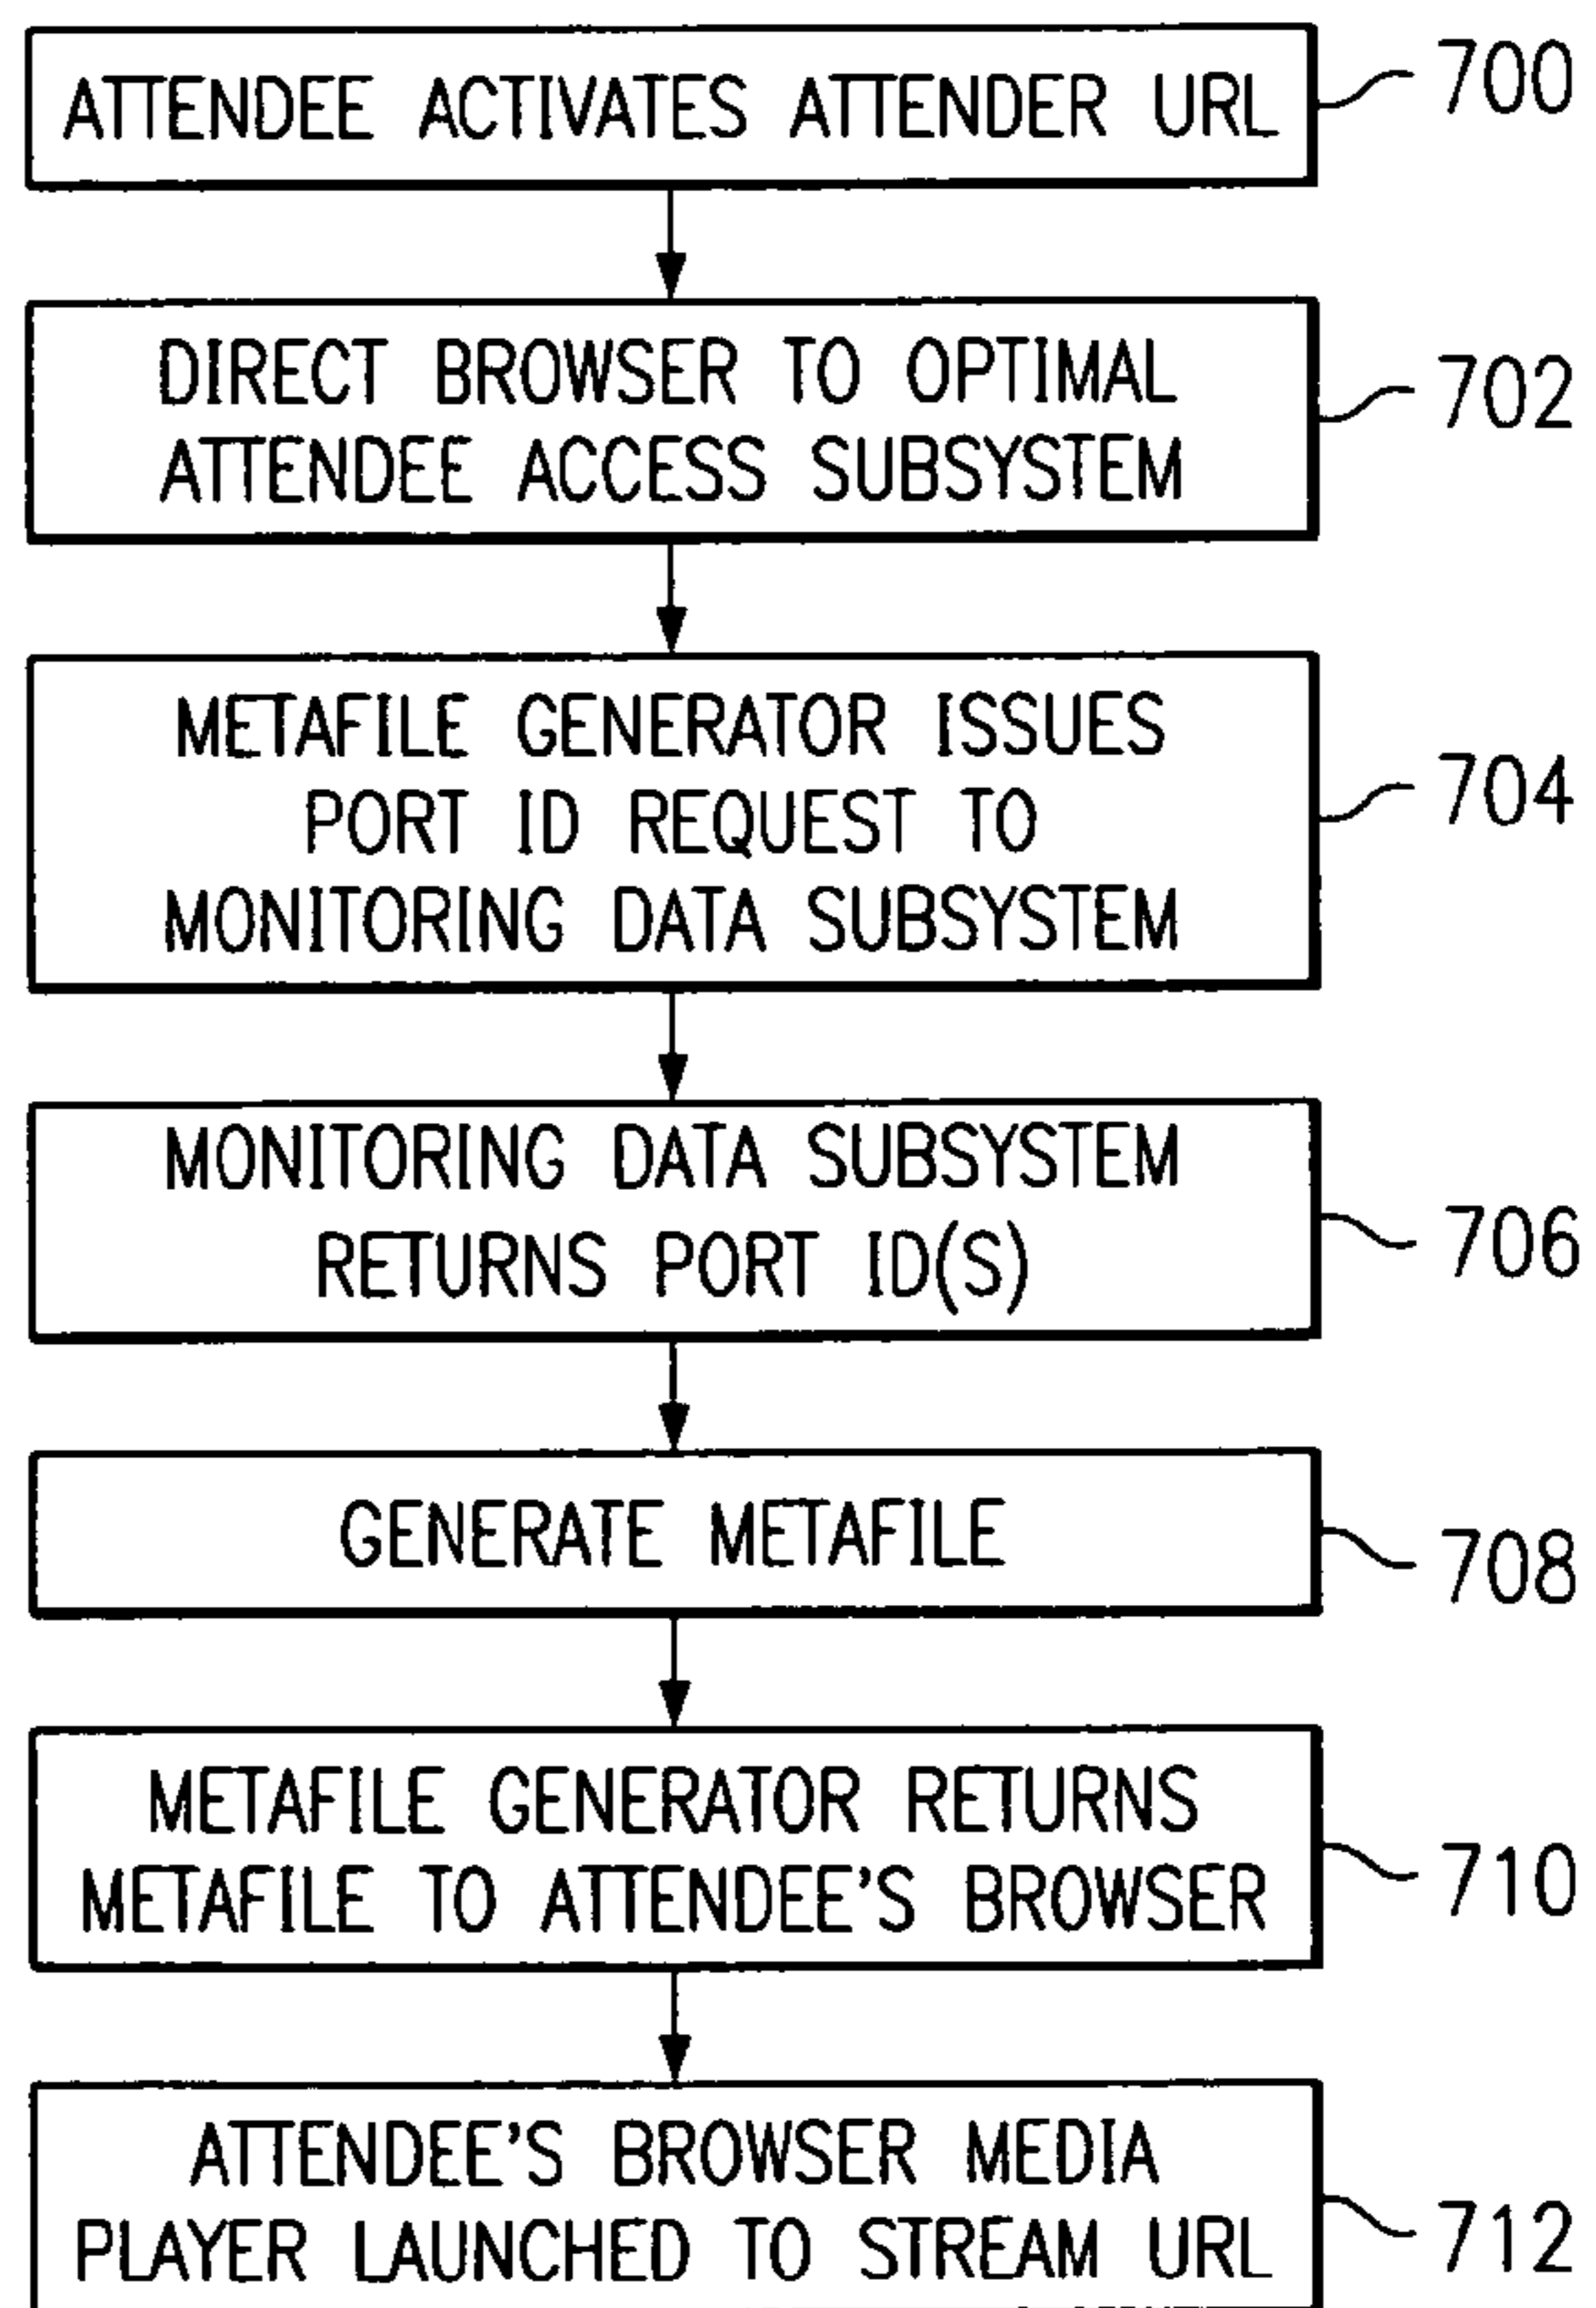 ATTENDEE ACTIVATES ATTENDER URL
700
DIRECT BROWSER TO OPTIMAL
ATTENDEE ACCESS SUBSYSTEM
702
METAFILE GENERATOR ISSUES
PORT ID REQUEST TO
MONITORING DATA SUBSYSTEM
704
MONITORING DATA SUBSYSTEM
RETURNS PORT ID(S)
706
GENERATE METAFILE
708
METAFILE GENERATOR RETURNS
METAFILE TO ATTENDEE'S BROWSER
710
ATTENDEE'S BROWSER MEDIA
PLAYER LAUNCHED TO STREAM URL
712